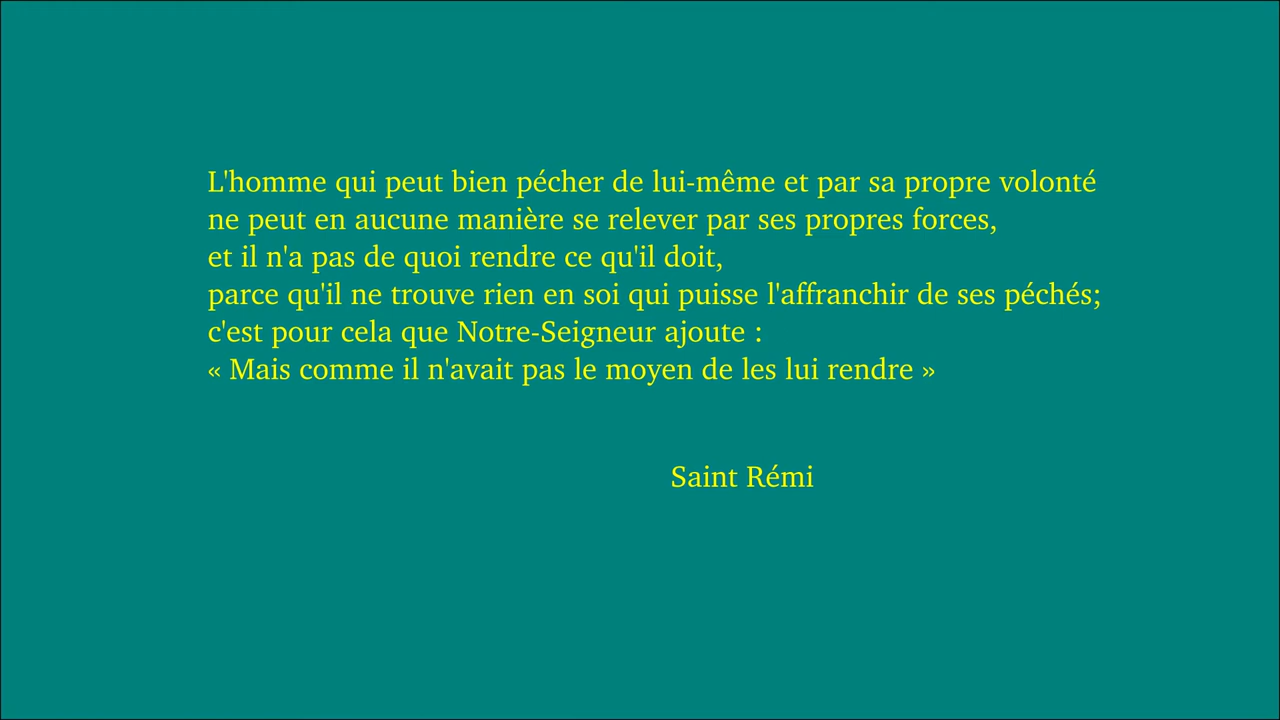 L'homme qui peut bien pécher de lui-même et par sa propre volonté
ne peut en aucune manière se relever par ses propres forces,
et il n'a pas de quoi rendre ce qu'il doit,
parce qu'il ne trouve rien en soi qui puisse l'affranchir de ses péchés;
c'est pour cela que Notre-Seigneur ajoute :
« Mais comme il n'avait pas le moyen de les lui rendre »
Saint Rémi